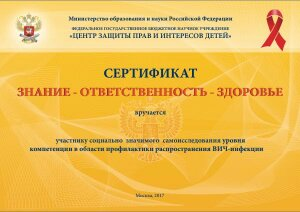 Министерство образования и науки Российской Федерации
ФЕДЕРАЛЬНОЕ ГОСУДАРСТВЕННОЕ БЮДЖЕТНОЕ НАУЧНОЕ УЧРЕЖДЕНИЕ
«ЦЕНТР ЗАЩИТЫ ПРАВ И ИНТЕРЕСОВ ДЕТЕЙ»
СЕРТИФИКАТ
ЗНАНИЕ - ОТВЕТСТВЕННОСТЬ - ЗДОРОВЬЕ
вручается
участнику социально значимого самоисследования уровня
компетенции в области профилактики распространения ВИЧ-инфекции
Москва, 2017